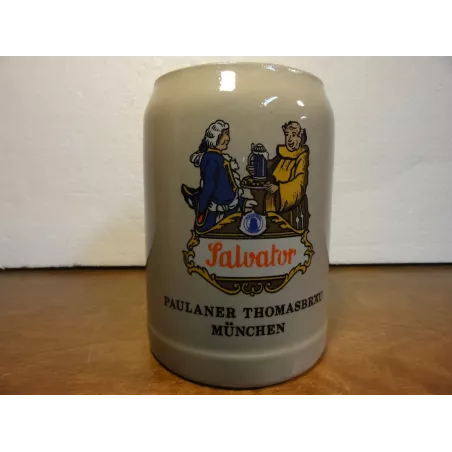 Salvator
PAULANER THOMASBRÄU
MÜNCHEN